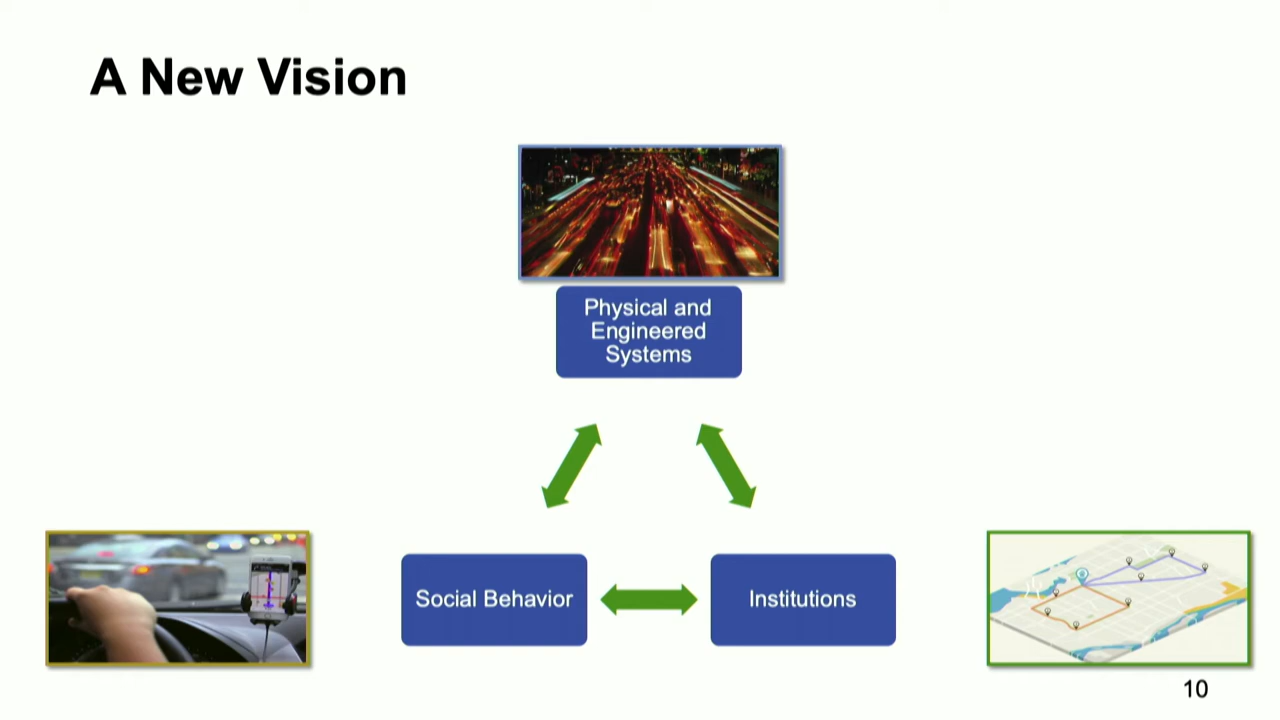 A New Vision
Physical and
Engineered
Systems
Social Behavior
Institutions
10